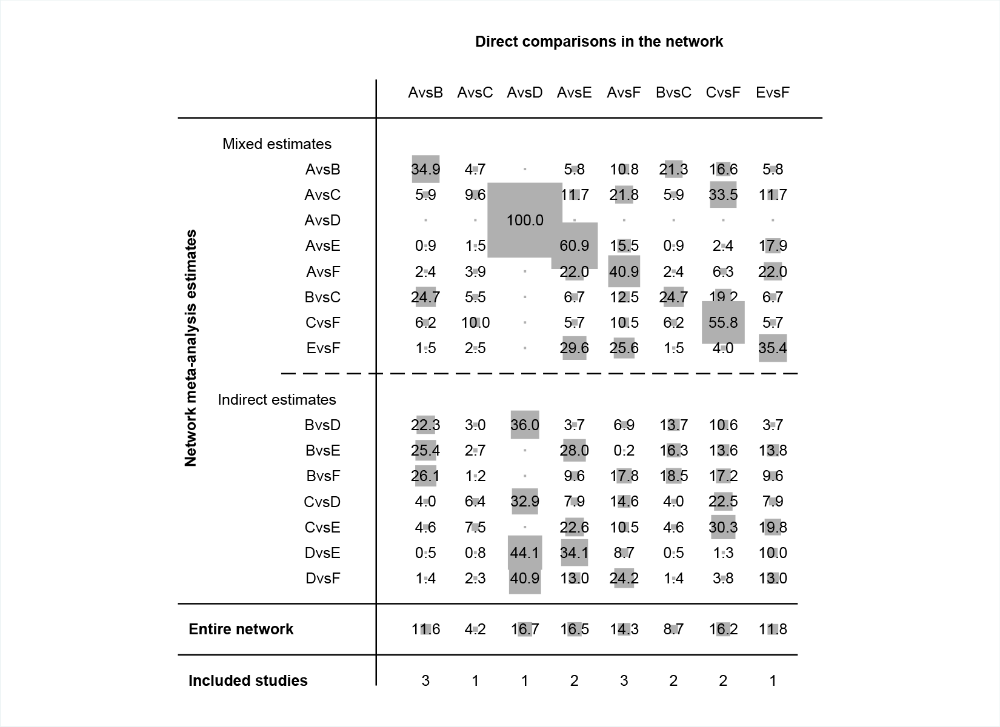 Direct comparisons in the network
AvsB AvsC AvsD AvsE AvsF BvsC CvsF EvsF
Network meta-analysis estimates
Mixed estimates
AvsB 34.9 4.7 5.8 10.8 21.3 16.6 5.8
AvsC 5.9 9.6 11.7 21.8 5.9 33.5 11.7
AvsD 100.0
AvsE 0.9 1.5 60.9 15.5 0.9 2.4 17.9
AvsF 2.4 3.9 22.0 40.9 2.4 6.3 22.0
BvsC 24.7 5.5 6.7 12.5 24.7 19.2 6.7
CvsF 6.2 10.0 5.7 10.5 6.2 55.8 5.7
EvsF 1.5 2.5 29.6 25.6 1.5 4.0 35.4
Indirect estimates
BvsD 22.3 3.0 36.0 3.7 6.9 13.7 10.6 3.7
BvsE 25.4 2.7 28.0 0.2 16.3 13.6 13.8
BvsF 26.1 1.2 9.6 17.8 18.5 17.2 9.6
CvsD 4.0 6.4 32.9 7.9 14.6 4.0 22.5 7.9
CvsE 4.6 7.5 22.6 10.5 4.6 30.3 19.8
DvsE 0.5 0.8 44.1 34.1 8.7 0.5 1.3 10.0
DvsF 1.4 2.3 40.9 13.0 24.2 1.4 3.8 13.0
Entire network 11.6 4.2 16.7 16.5 14.3 8.7 16.2 11.8
Included studies 3 1 1 2 3 2 2 1